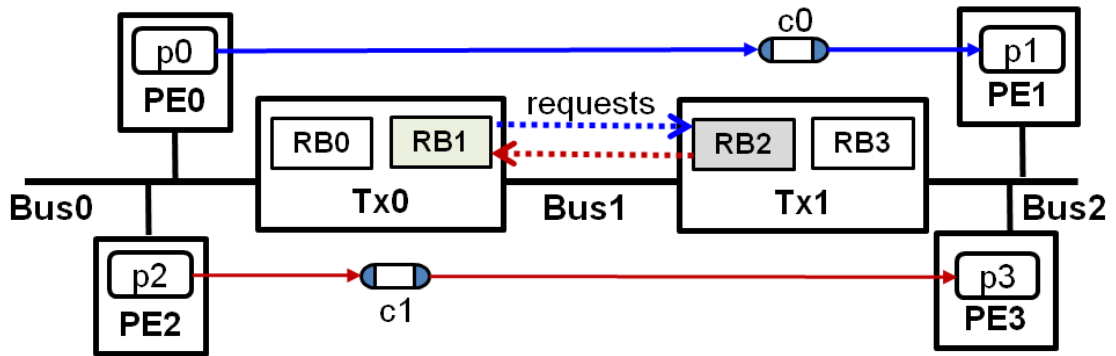 c0
p0
p1
PE0
PE1
requests
RB0
RB1
RB2
RB3
Bus0
Tx0
Bus1
Tx1
Bus2
p2
p3
c1
PE2
PE3